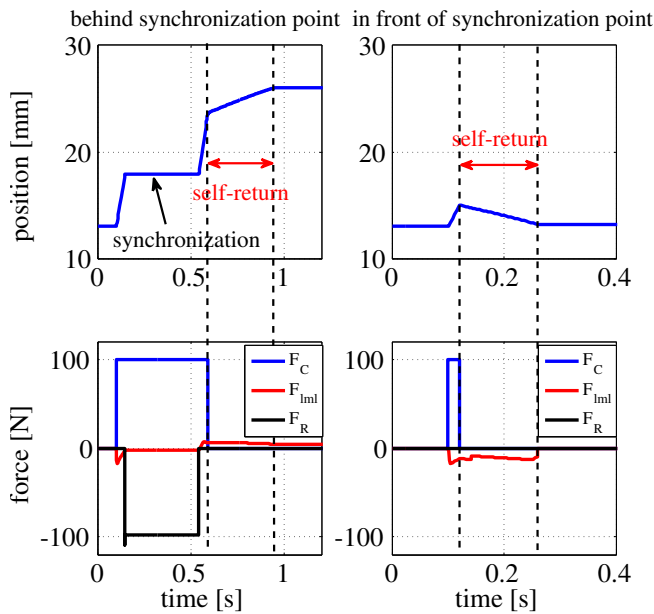 behind synchronization point
in front of synchronization point
position [mm]
30
20
10
0
0.5
1
self-return
synchronization
30
20
10
0
0.2
0.4
self-return
force [N]
100
0
-100
0
0.5
1
time [s]
F_C
F_lml
F_R
100
0
-100
0
0.2
0.4
time [s]
F_C
F_lml
F_R